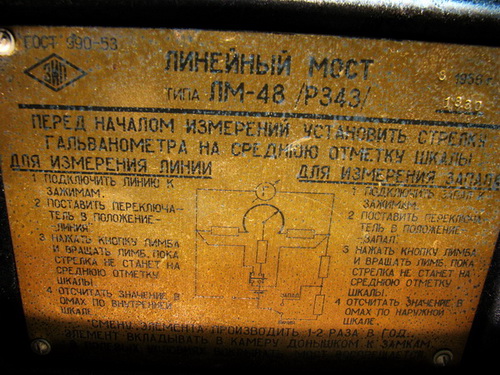 ГОСТ 990-53
ЛИНЕЙНЫЙ МОСТ
1956 г
ТИПА ЛМ-48 /Р343/
ПЕРЕД НАЧАЛОМ ИЗМЕРЕНИЙ УСТАНОВИТЬ СТРЕЛКУ
ГАЛЬВАНОМЕТРА НА СРЕДНЮЮ ОТМЕТКУ ШКАЛЫ
ДЛЯ ИЗМЕРЕНИЯ ЛИНИИ
1 ПОДКЛЮЧИТЬ ЛИНИЮ К
ЗАЖИМАМ.
2 ПОСТАВИТЬ ПЕРЕКЛЮЧА-
ТЕЛЬ В ПОЛОЖЕНИЕ-
ЛИНИЯ
3 НАЖАТЬ КНОПКУ ЛИМБА
И ВРАЩАТЬ ЛИМБ, ПОКА
СТРЕЛКА НЕ СТАНЕТ НА
СРЕДНЮЮ ОТМЕТКУ
ШКАЛЫ
4 ОТСЧИТАТЬ ЗНАЧЕНИЕ В
ОМАХ ПО ВНУТРЕННЕЙ
ШКАЛЕ
ДЛЯ ИЗМЕРЕНИЯ ЗАПАЛА
1 ПОДКЛЮЧИТЬ ЗАПАЛ К
ЗАЖИМАМ
2 ПОСТАВИТЬ ПЕРЕКЛЮЧА-
ТЕЛЬ В ПОЛОЖЕНИЕ-
ЗАПАЛ
3 НАЖАТЬ КНОПКУ ЛИМБА
И ВРАЩАТЬ ЛИМБ, ПОКА
СТРЕЛКА НЕ СТАНЕТ НА
СРЕДНЮЮ ОТМЕТКУ
ШКАЛЫ
4 ОТСЧИТАТЬ ЗНАЧЕНИЕ В
ОМАХ ПО НАРУЖНОЙ
ШКАЛЕ.
СМЕНУ ЭЛЕМЕНТА ПРОИЗВОДИТЬ 1-2 РАЗА В ГОД.
ЭЛЕМЕНТ ВКЛАДЫВАТЬ В КАМЕРУ ДОНЫШКОМ К ЗАМКАМ